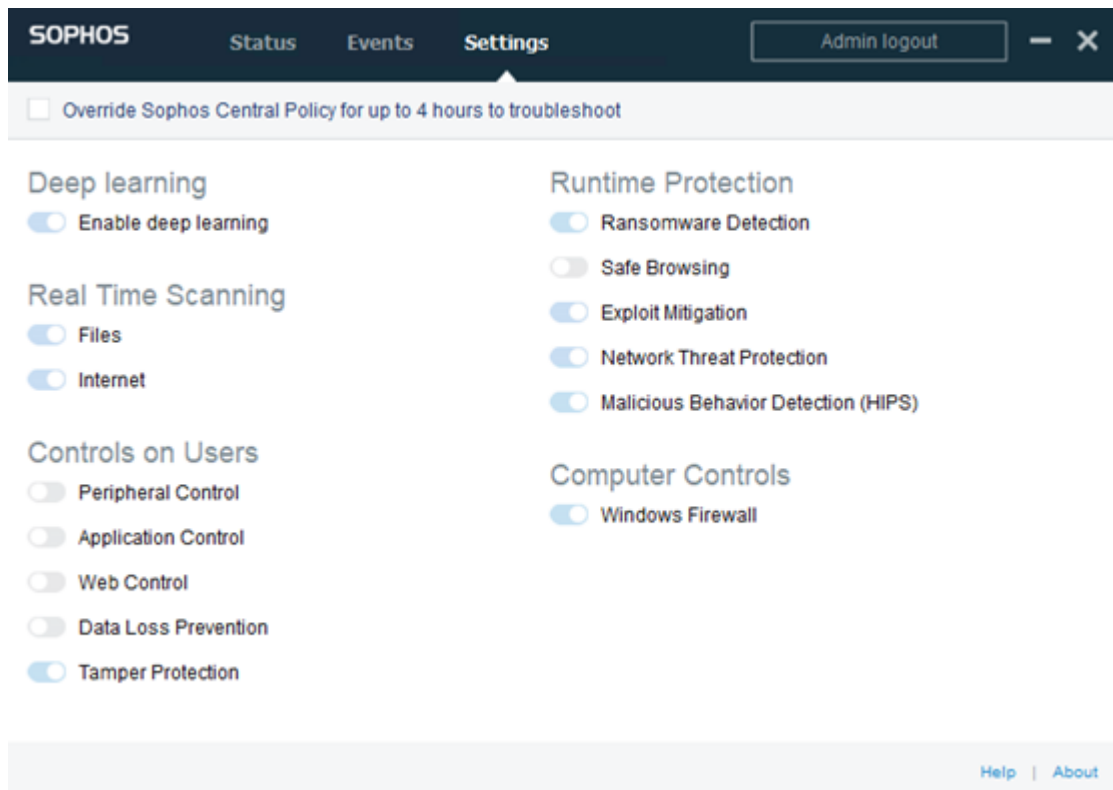 SOPHOS
Status
Events
Settings
Admin logout
Override Sophos Central Policy for up to 4 hours to troubleshoot
Deep learning
Enable deep learning
Real Time Scanning
Files
Internet
Controls on Users
Peripheral Control
Application Control
Web Control
Data Loss Prevention
Tamper Protection
Runtime Protection
Ransomware Detection
Safe Browsing
Exploit Mitigation
Network Threat Protection
Malicious Behavior Detection (HIPS)
Computer Controls
Windows Firewall
Help | About